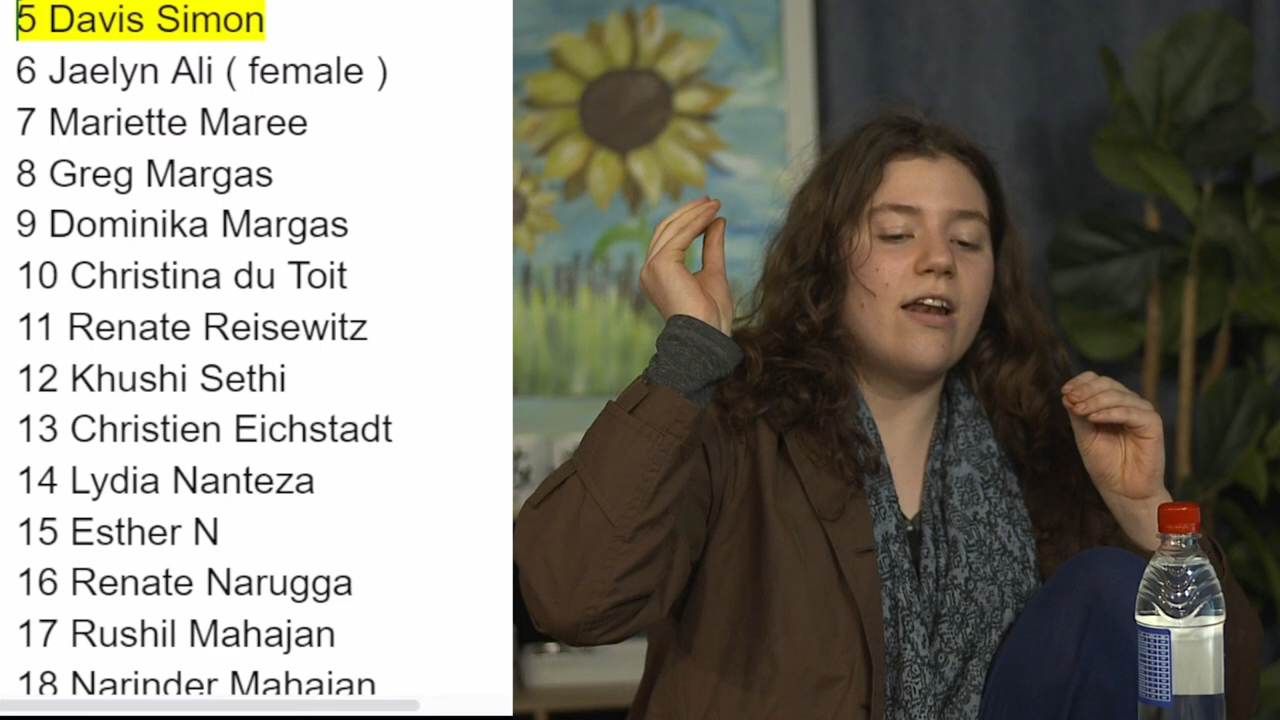 5 Davis Simon
6 Jaelyn Ali ( female )
7 Mariette Maree
8 Greg Margas
9 Dominika Margas
10 Christina du Toit
11 Renate Reisewitz
12 Khushi Sethi
13 Christien Eichstadt
14 Lydia Nanteza
15 Esther N
16 Renate Narugga
17 Rushil Mahajan
18 Narinder Mahajan